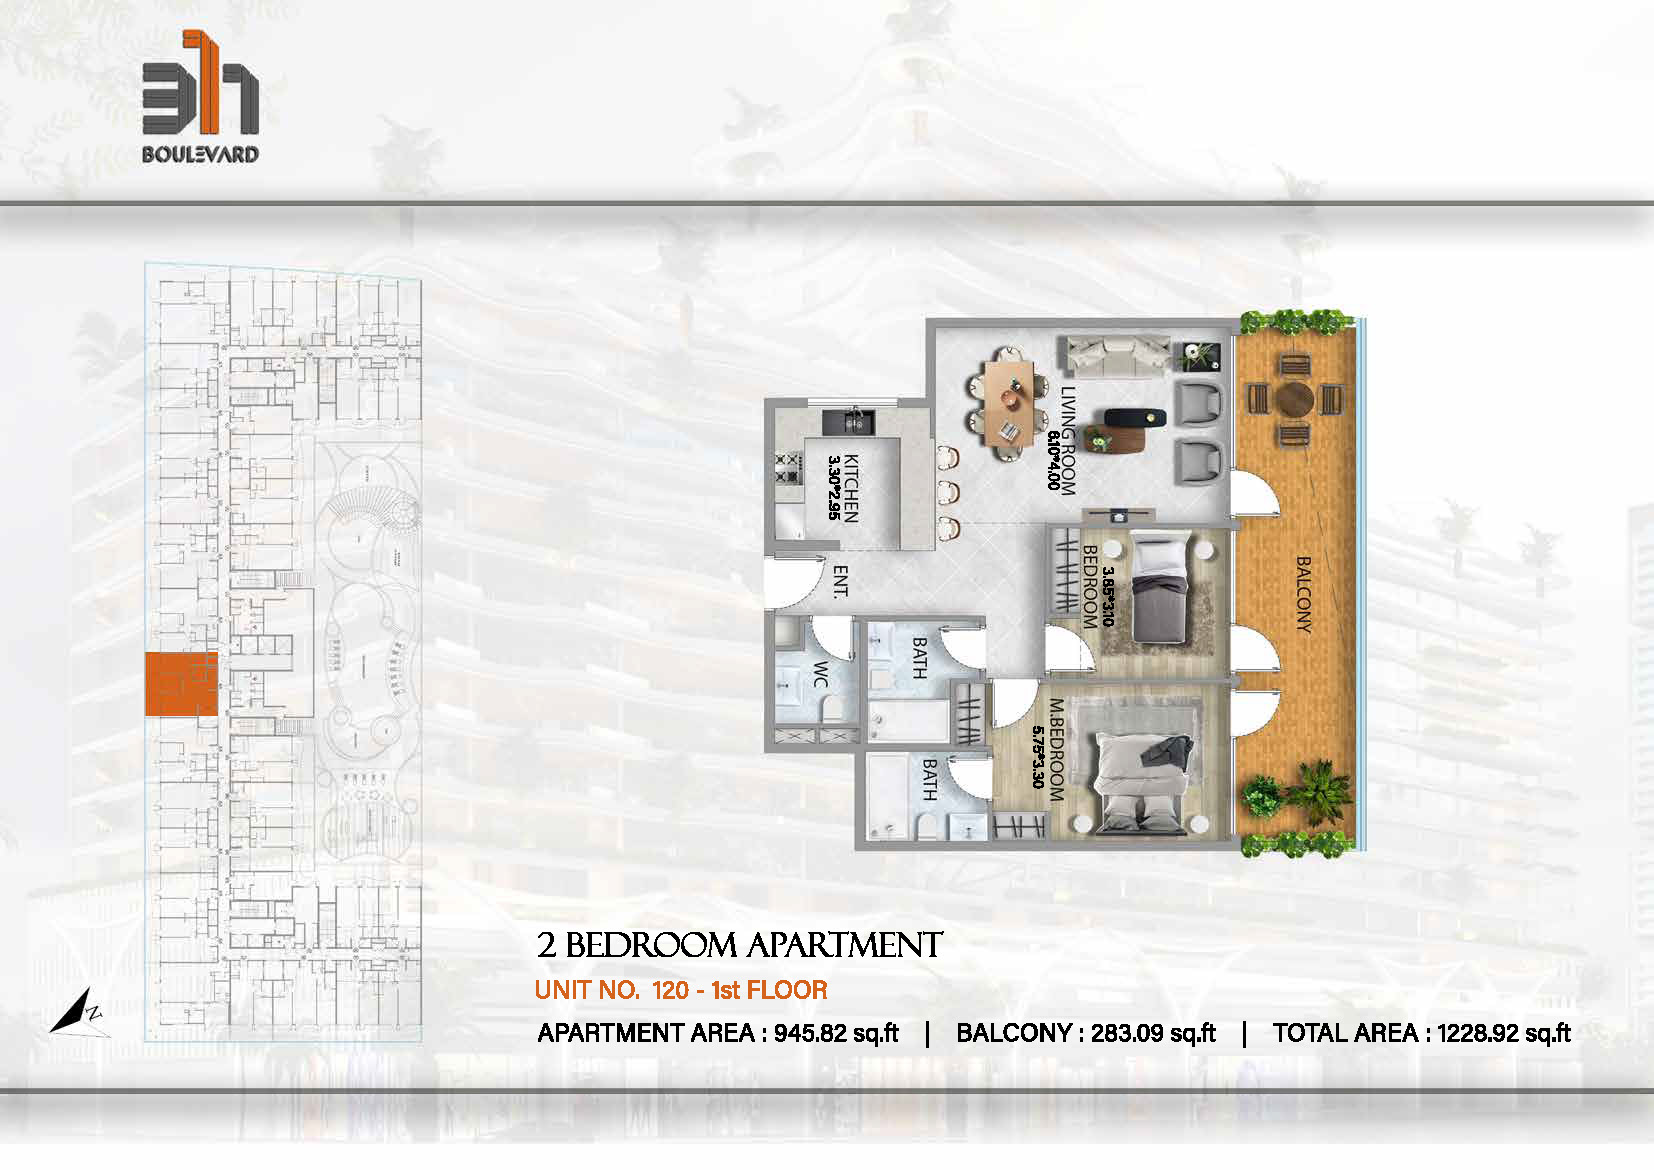 311
BOULEVARD
LIVING ROOM
6.10*4.00
KITCHEN
3.30*2.95
ENT.
BEDROOM
3.85*3.10
BALCONY
WC
BATH
M.BEDROOM
5.75*3.30
BATH
N
2 BEDROOM APARTMENT
UNIT NO. 120 - 1st FLOOR
APARTMENT AREA : 945.82 sq.ft | BALCONY : 283.09 sq.ft | TOTAL AREA : 1228.92 sq.ft